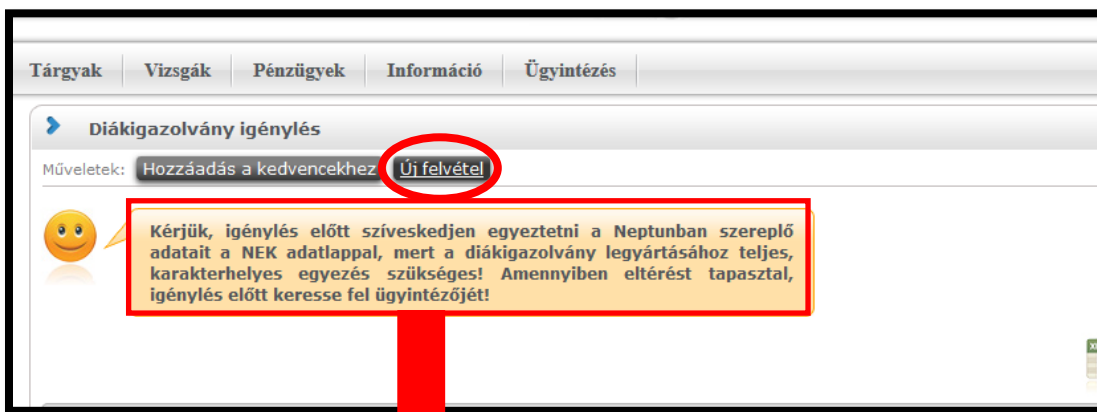 Tárgyak Vizsgák Pénzügyek Információ Ügyintézés
Diákigazolvány igénylés
Műveletek: Hozzáadás a kedvencekhez Új felvétel
Kérjük, igénylés előtt szíveskedjen egyeztetni a Neptunban szereplő
adatait a NEK adatlappal, mert a diákigazolvány legyártásához teljes,
karakterhelyes egyezés szükséges! Amennyiben eltérést tapasztal,
igénylés előtt keresse fel ügyintézőjét!